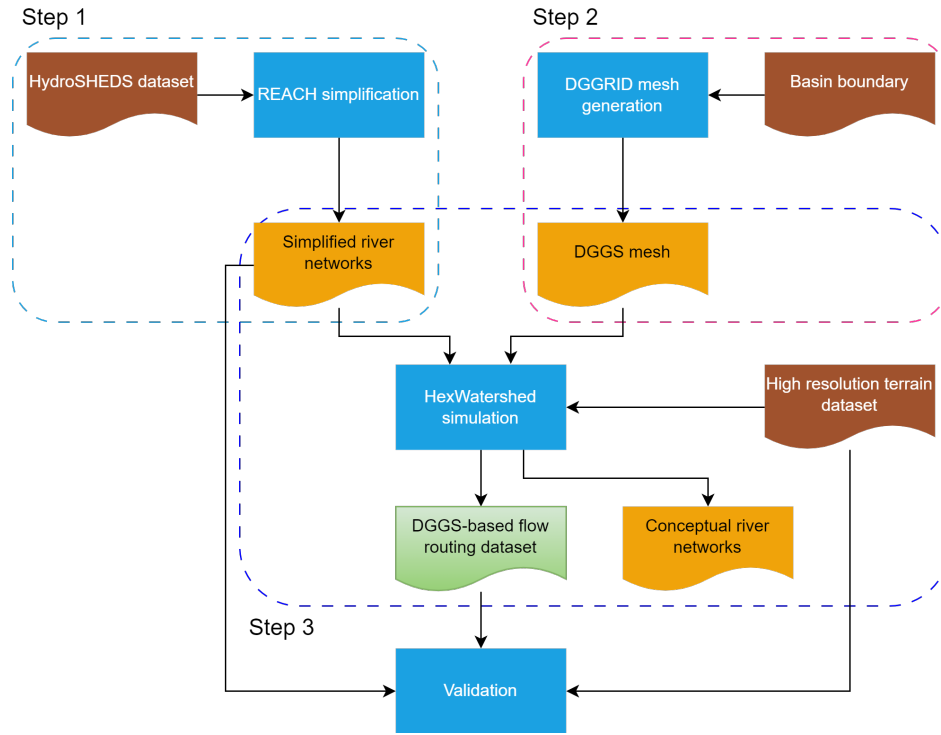 Step 1
Step 2
HydroSHEDS dataset
REACH simplification
DGGRID mesh
generation
Basin boundary
Simplified river
networks
DGGS mesh
HexWatershed
simulation
High resolution terrain
dataset
DGGS-based flow
routing dataset
Conceptual river
networks
Step 3
Validation